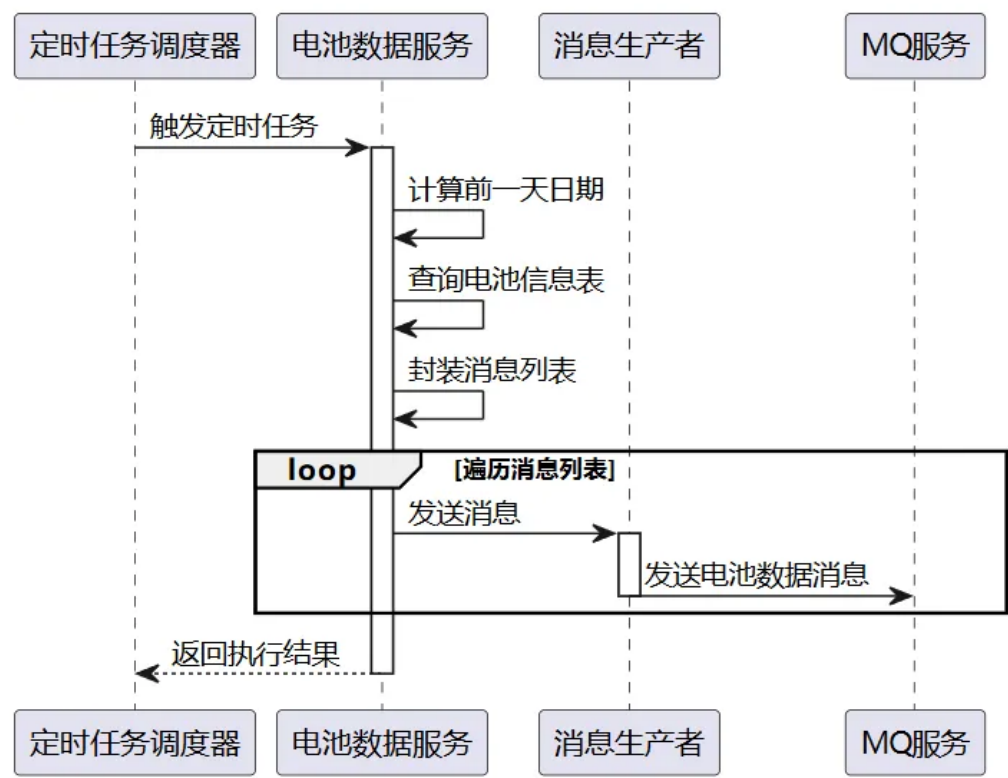 定时任务调度器 电池数据服务 消息生产者 MQ服务
触发定时任务
计算前一天日期
查询电池信息表
封装消息列表
loop [遍历消息列表]
发送消息
发送电池数据消息
返回执行结果
定时任务调度器 电池数据服务 消息生产者 MQ服务